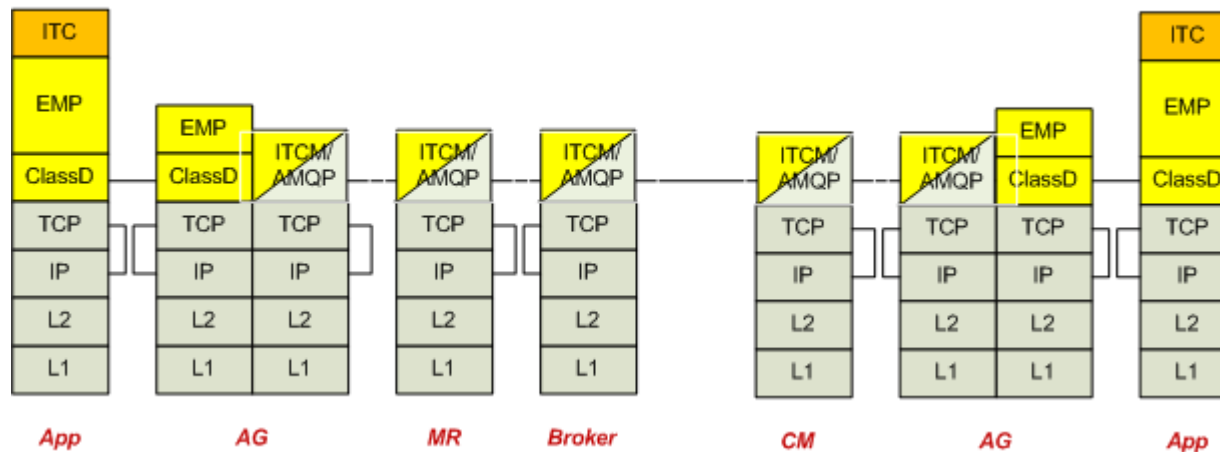 ITC ITC
EMP EMP
EMP EMP
ITCM/ ITCM/ ITCM/ ITCM/ ITCM/
ClassD ClassD AMQP AMQP AMQP AMQP AMQP ClassD ClassD
TCP TCP TCP TCP TCP TCP TCP TCP TCP
IP IP IP IP IP IP IP IP IP
L2 L2 L2 L2 L2 L2 L2 L2 L2
L1 L1 L1 L1 L1 L1 L1 L1 L1
App AG MR Broker CM AG App